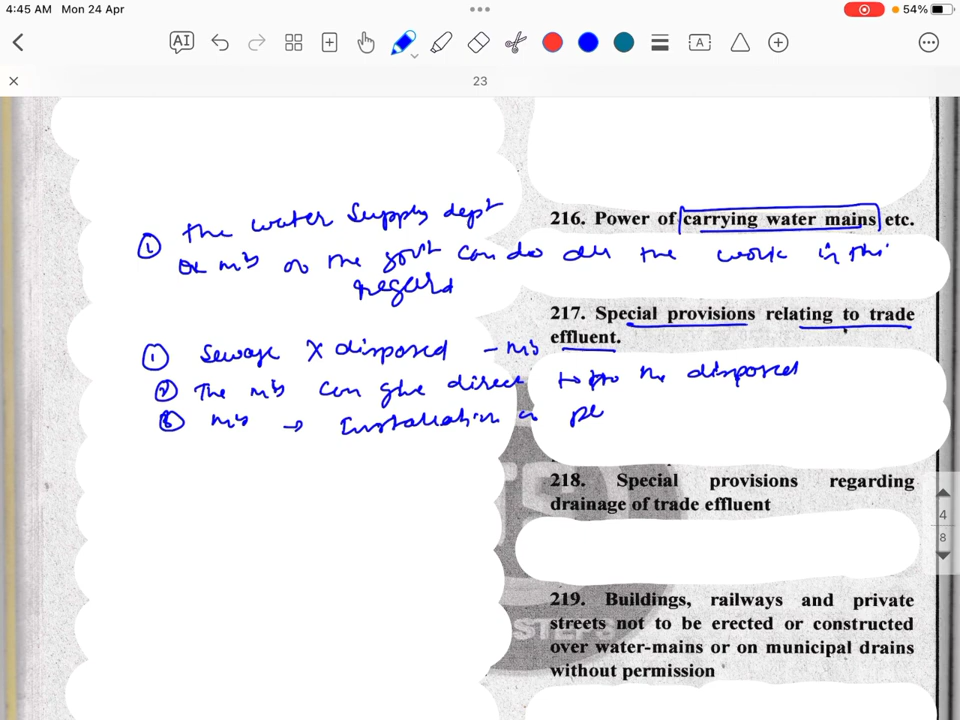 4:45 AM Mon 24 Apr
54%
AI
A
23
216. Power of carrying water mains etc.
① the water Supply dept
or mb or the govt can do all the work in this
regard
217. Special provisions relating to trade
effluent.
① Sewage X disposed - mb
② The mb can give direct to the disposed
③ mb → Installation
218. Special provisions regarding
drainage of trade effluent
4
8
219. Buildings, railways and private
streets not to be erected or constructed
over water-mains or on municipal drains
without permission
STEPS